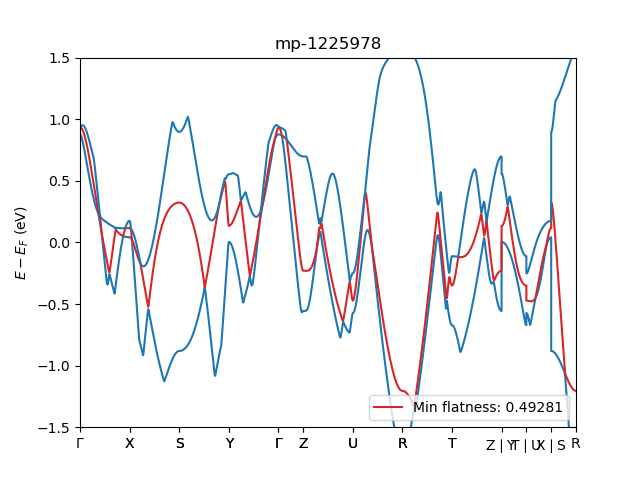 mp-1225978
E − E_F (eV)
1.5
1.0
0.5
0.0
−0.5
−1.0
−1.5
Min flatness: 0.49281
Γ X S Y Γ Z U R T Z | Y T | U X | S R